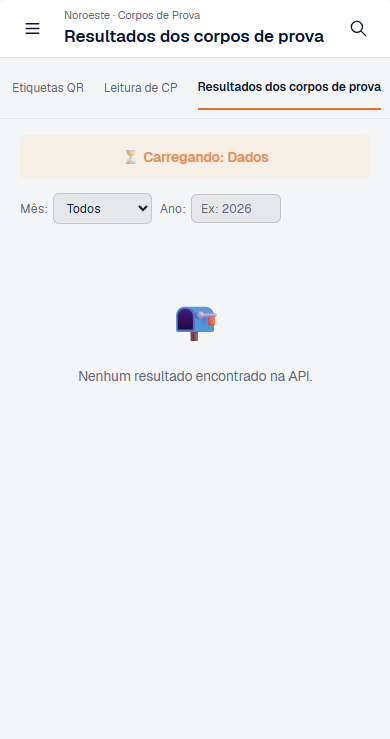 Noroeste · Corpos de Prova
Resultados dos corpos de prova
Etiquetas QR Leitura de CP Resultados dos corpos de prova
⏳ Carregando: Dados
Mês: Todos Ano: Ex: 2026
Nenhum resultado encontrado na API.